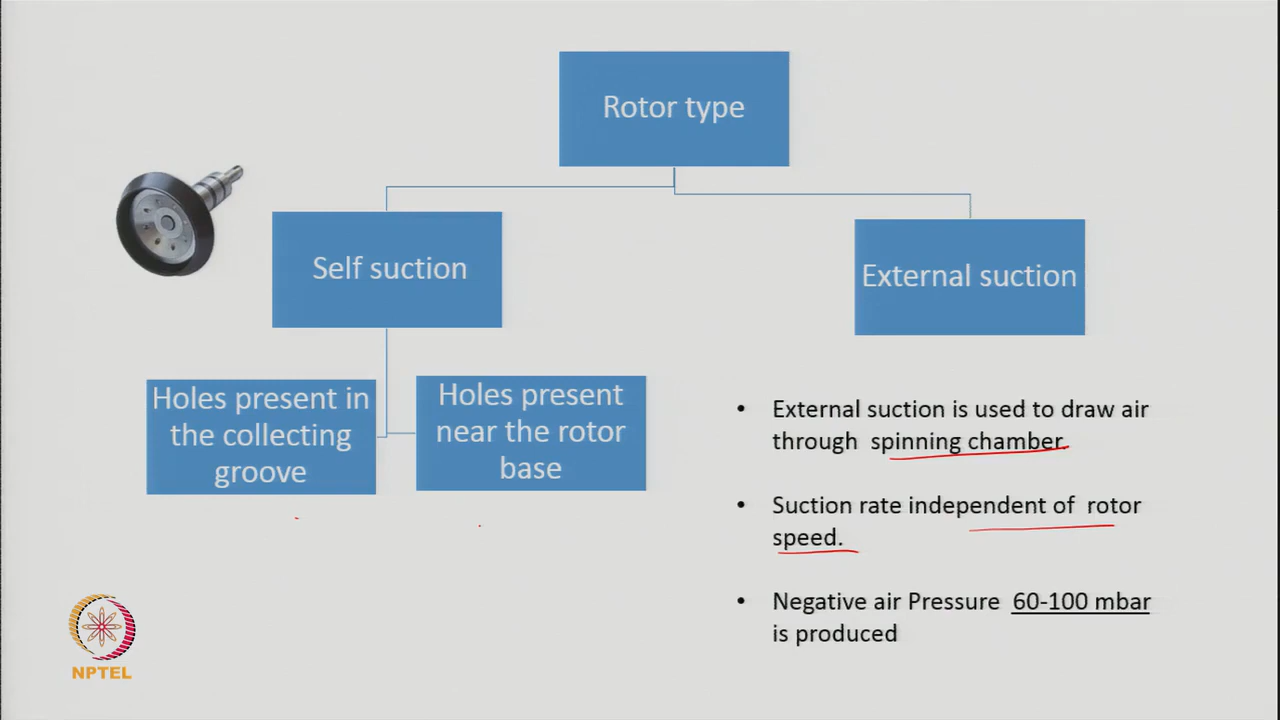 Rotor type
Self suction
External suction
Holes present in
the collecting
groove
Holes present
near the rotor
base
• External suction is used to draw air
through spinning chamber.
• Suction rate independent of rotor
speed.
• Negative air Pressure 60-100 mbar
is produced
NPTEL